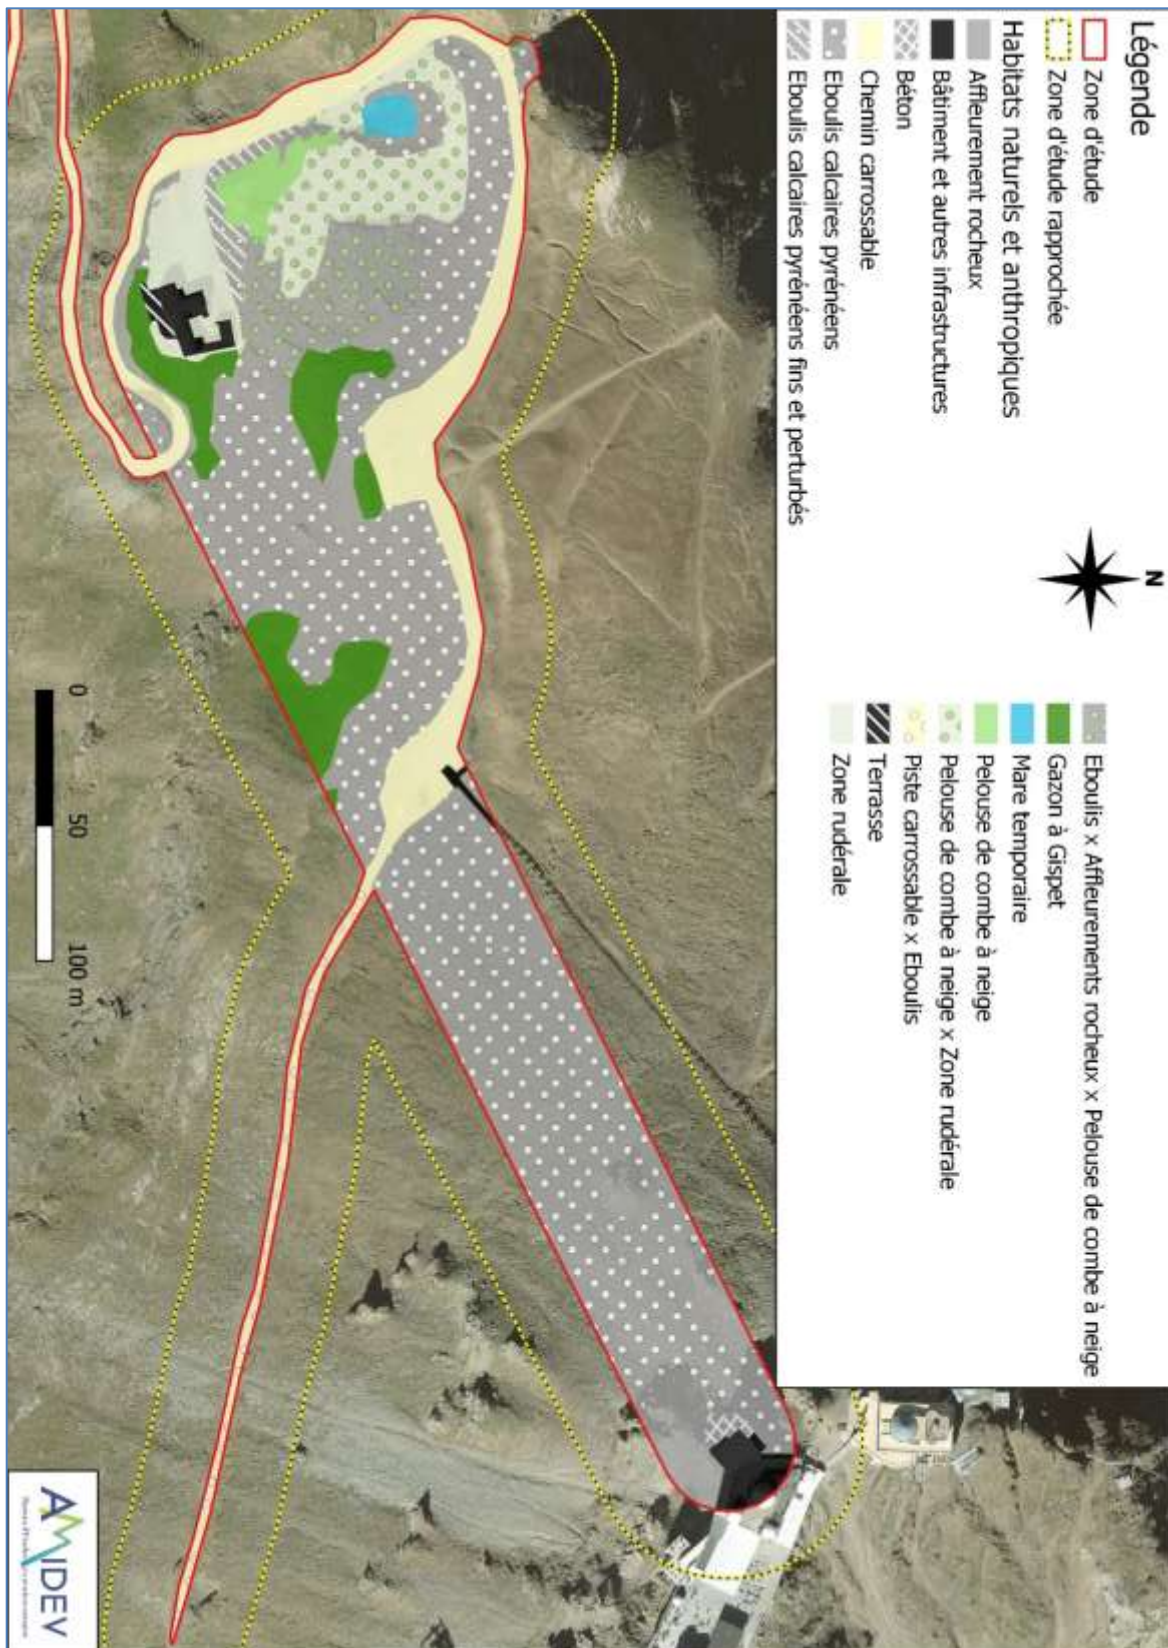 Légende
Zone d'étude
Zone d'étude rapprochée
Habitats naturels et anthropiques
Affleurement rocheux
Bâtiment et autres infrastructures
Béton
Chemin carrossable
Eboulis calcaires pyrénéens
Eboulis calcaires pyrénéens fins et perturbés
N
Eboulis x Affleurements rocheux x Pelouse de combe à neige
Gazon à Gispet
Mare temporaire
Pelouse de combe à neige
Pelouse de combe à neige x Zone rudérale
Piste carrossable x Eboulis
Terrasse
Zone rudérale
0 50 100 m
AMIDEV